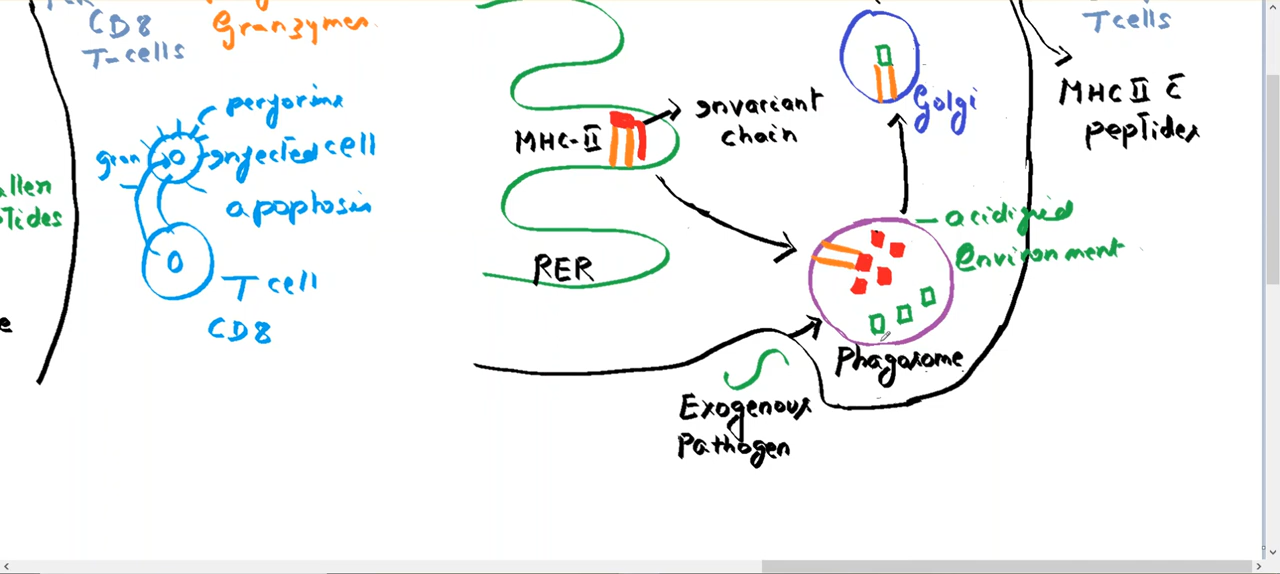 CD8
T-cells
Granzymes
perforins
gran
infected cell
apoptosis
T cell
CD8
MHC-II
invariant
chain
RER
Golgi
acidified
environment
Phagosome
Exogenous
Pathogen
T cells
MHC II c̄
peptides